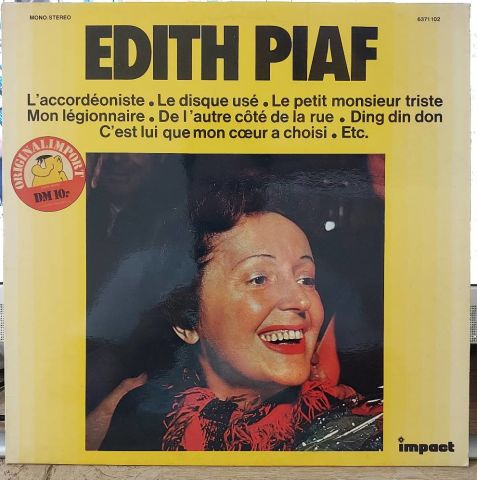 MONO: STEREO
6371 102
EDITH PIAF
L'accordéoniste • Le disque usé • Le petit monsieur triste
Mon légionnaire • De l'autre côté de la rue • Ding din don
C'est lui que mon cœur a choisi • Etc.
ORIGINALIMPORT
DM 10.-
impact